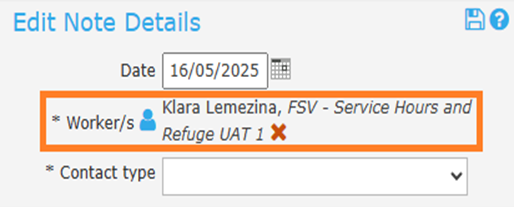 Edit Note Details
Date 16/05/2025
* Worker/s Klara Lemezina, FSV - Service Hours and
Refuge UAT 1
* Contact type